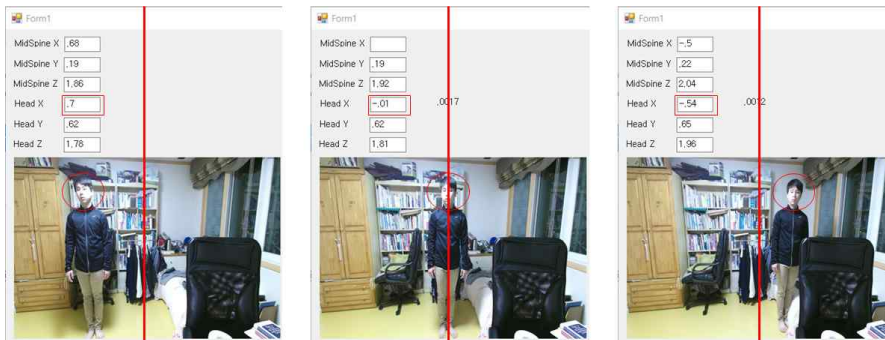 Form1
MidSpine X .68
MidSpine Y .19
MidSpine Z 1.86
Head X .7
Head Y .62
Head Z 1.78
Form1
MidSpine X
MidSpine Y .19
MidSpine Z 1.92
Head X -.01 .0017
Head Y .62
Head Z 1.81
Form1
MidSpine X -.5
MidSpine Y .22
MidSpine Z 2.04
Head X -.54
Head Y .65
Head Z 1.96